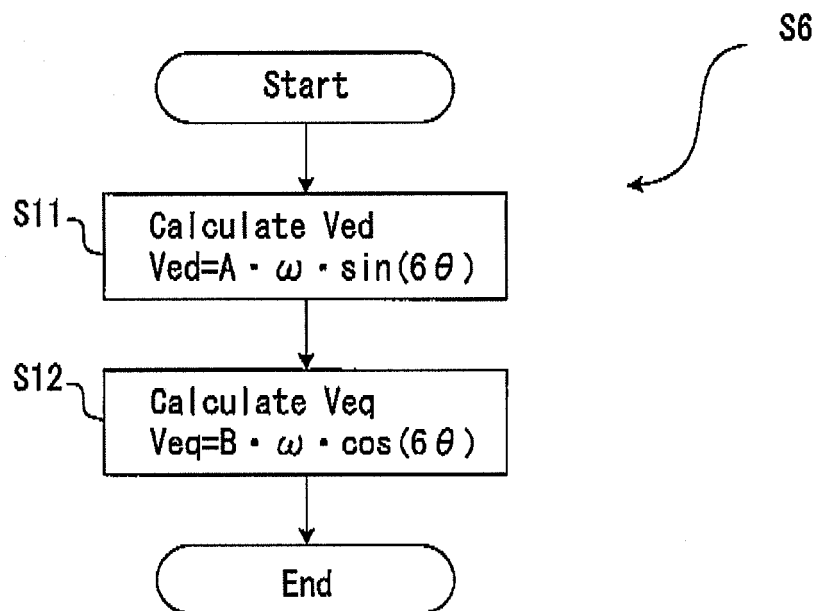 S6
Start
S11
Calculate Ved
Ved=A・ω・sin(6θ)
S12
Calculate Veq
Veq=B・ω・cos(6θ)
End